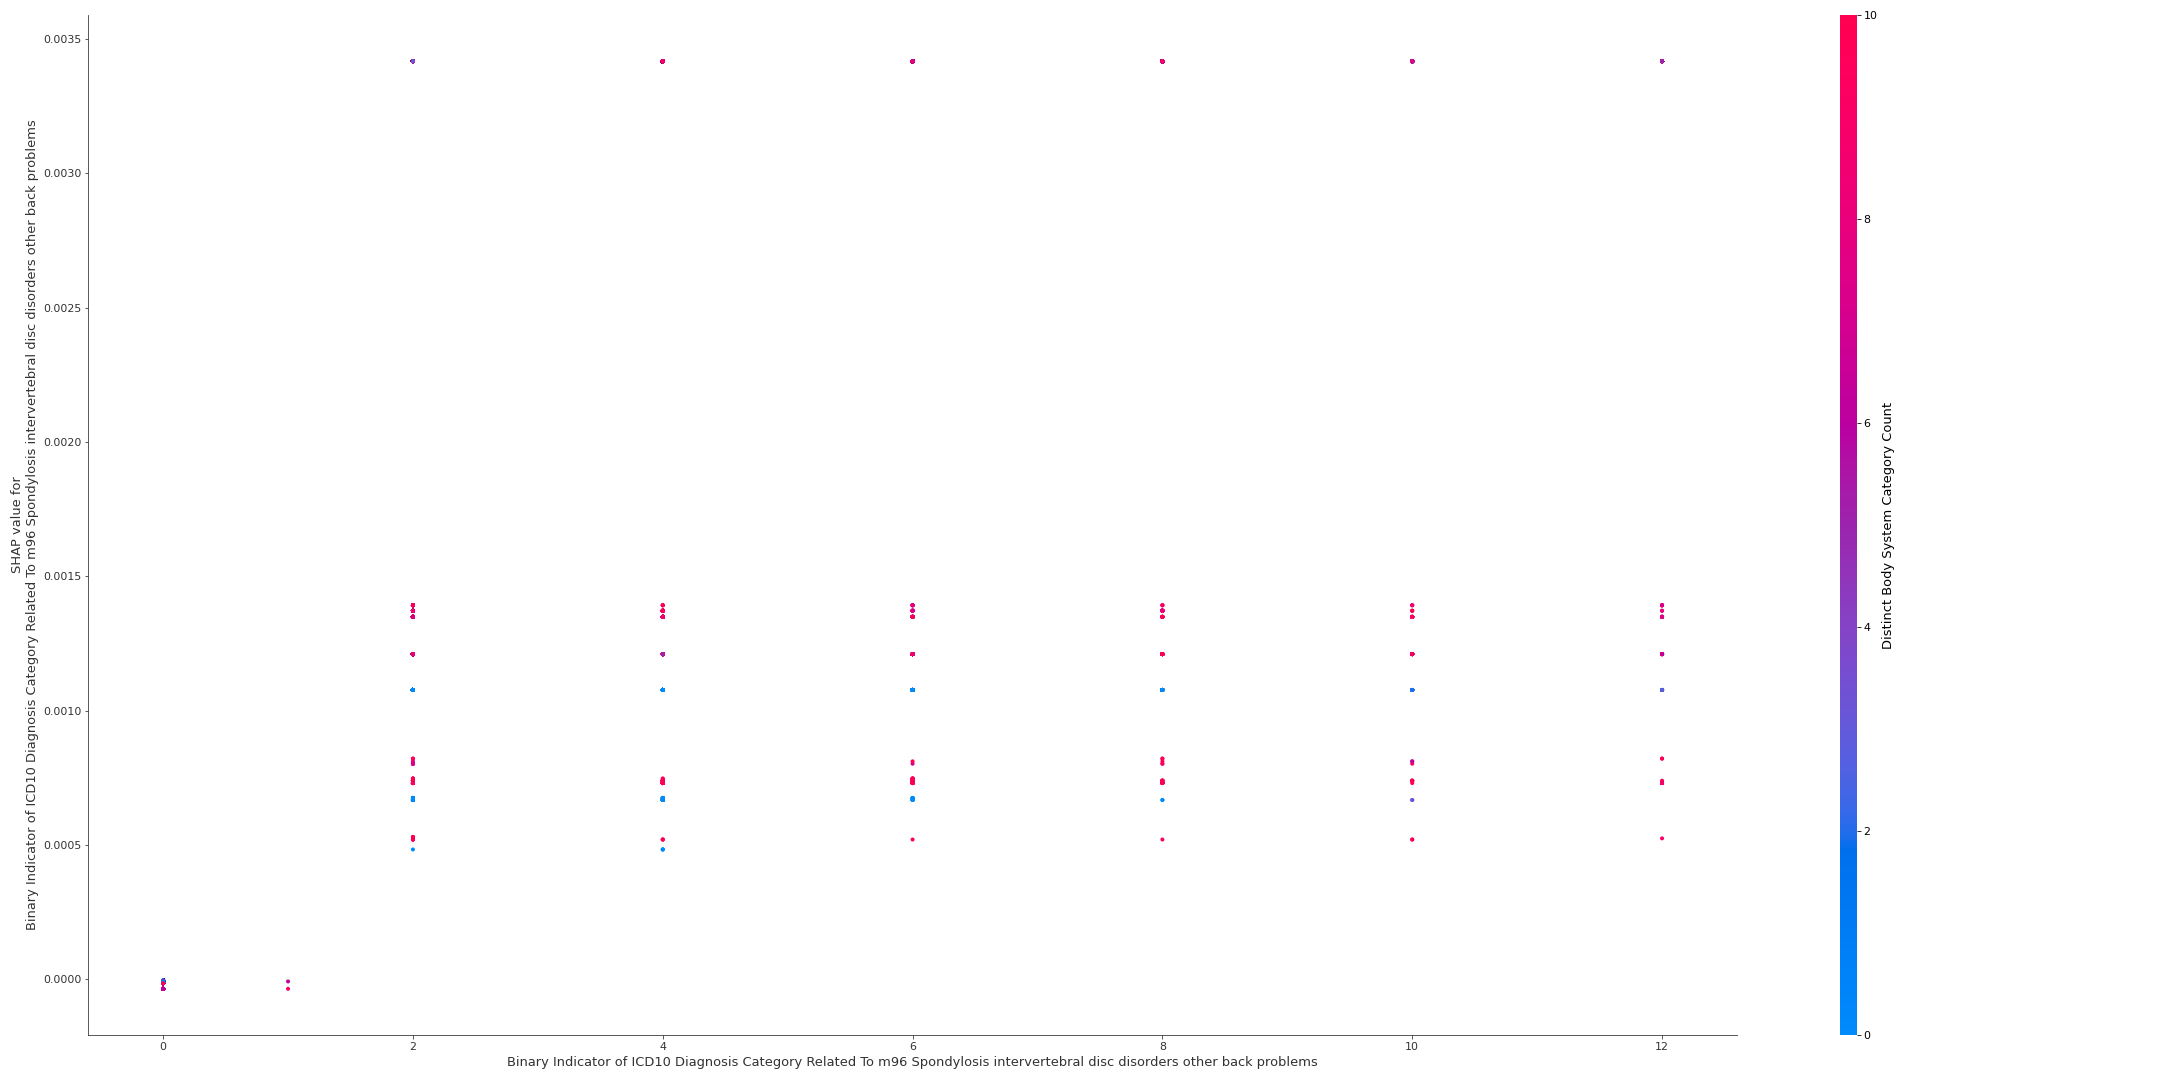 SHAP value for
Binary Indicator of ICD10 Diagnosis Category Related To m96 Spondylosis intervertebral disc disorders other back problems
0.0035
0.0030
0.0025
0.0020
0.0015
0.0010
0.0005
0.0000
0 2 4 6 8 10 12
Binary Indicator of ICD10 Diagnosis Category Related To m96 Spondylosis intervertebral disc disorders other back problems
10
8
6
4
2
0
Distinct Body System Category Count